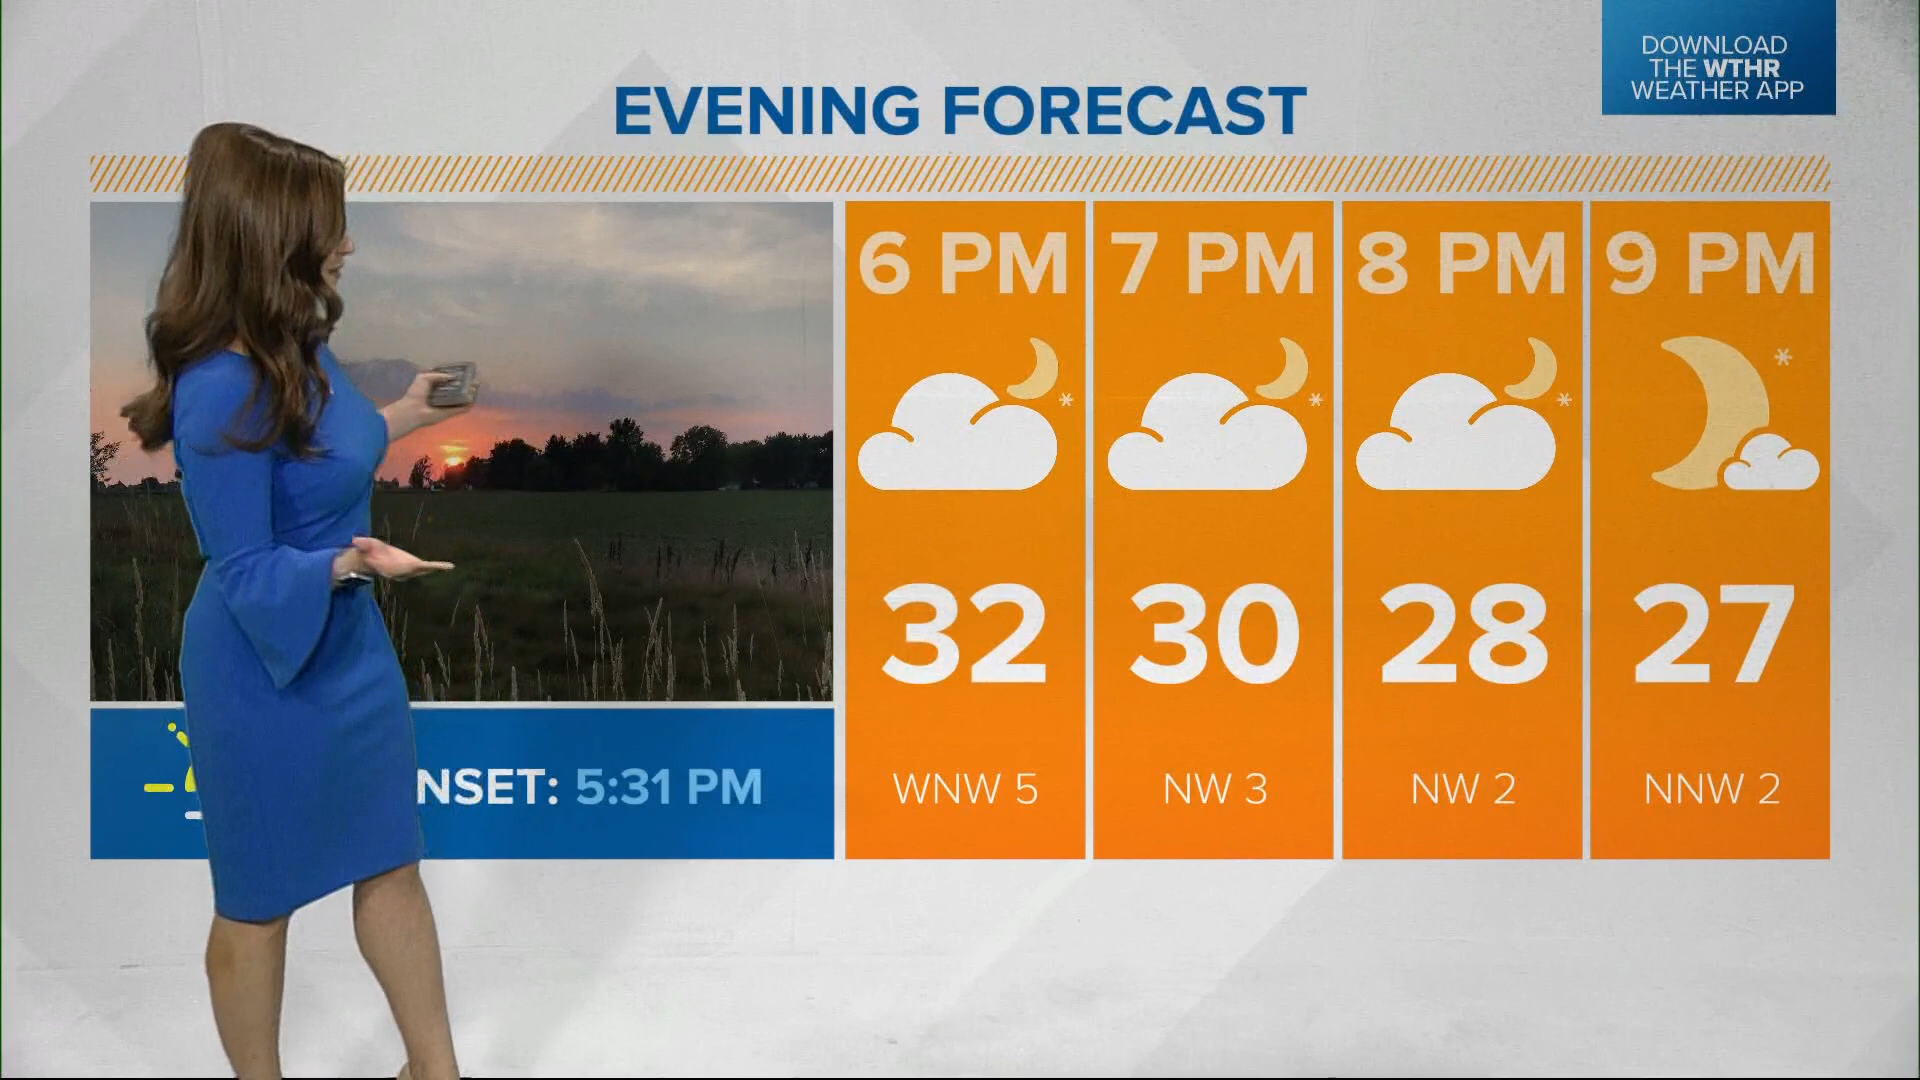 DOWNLOAD
THE WTHR
WEATHER APP
EVENING FORECAST
6 PM
32
WNW 5
7 PM
30
NW 3
8 PM
28
NW 2
9 PM
27
NNW 2
NSET: 5:31 PM